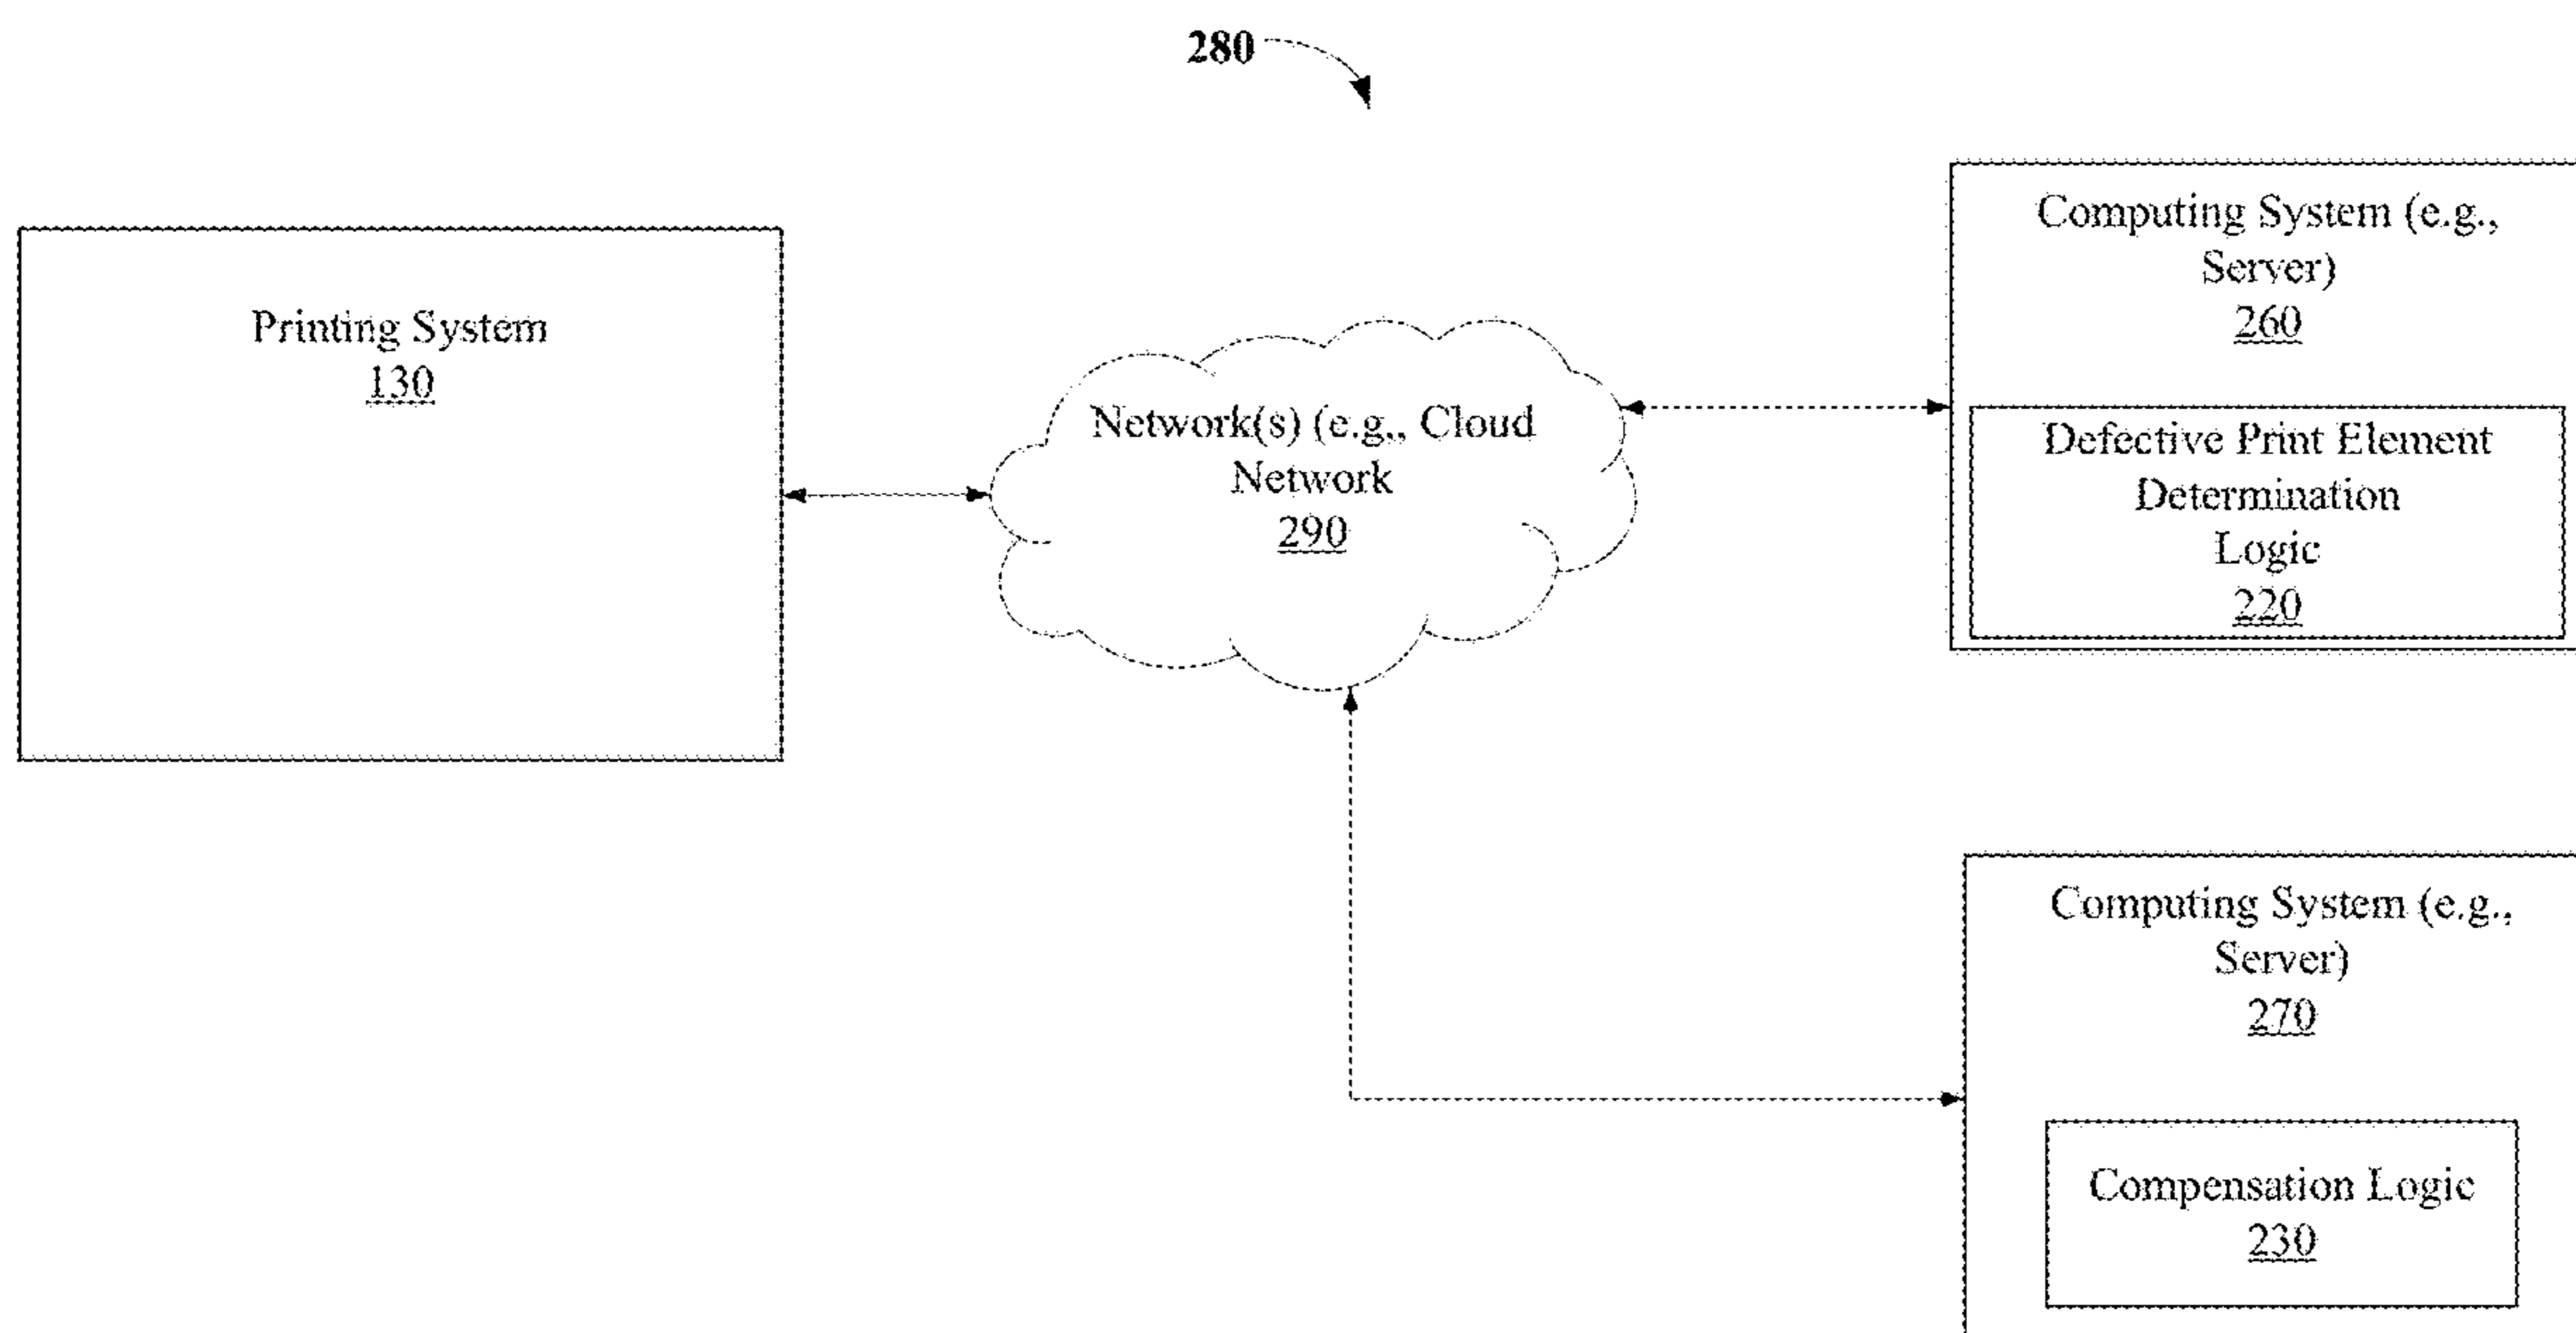 280
Printing System
130
Network(s) (e.g,, Cloud
Network
290
Computing System (e.g.,
Server)
260
Defective Print Element
Determination
Logic
220
Computing System (e.g.,
Server)
270
Compensation Logic
230